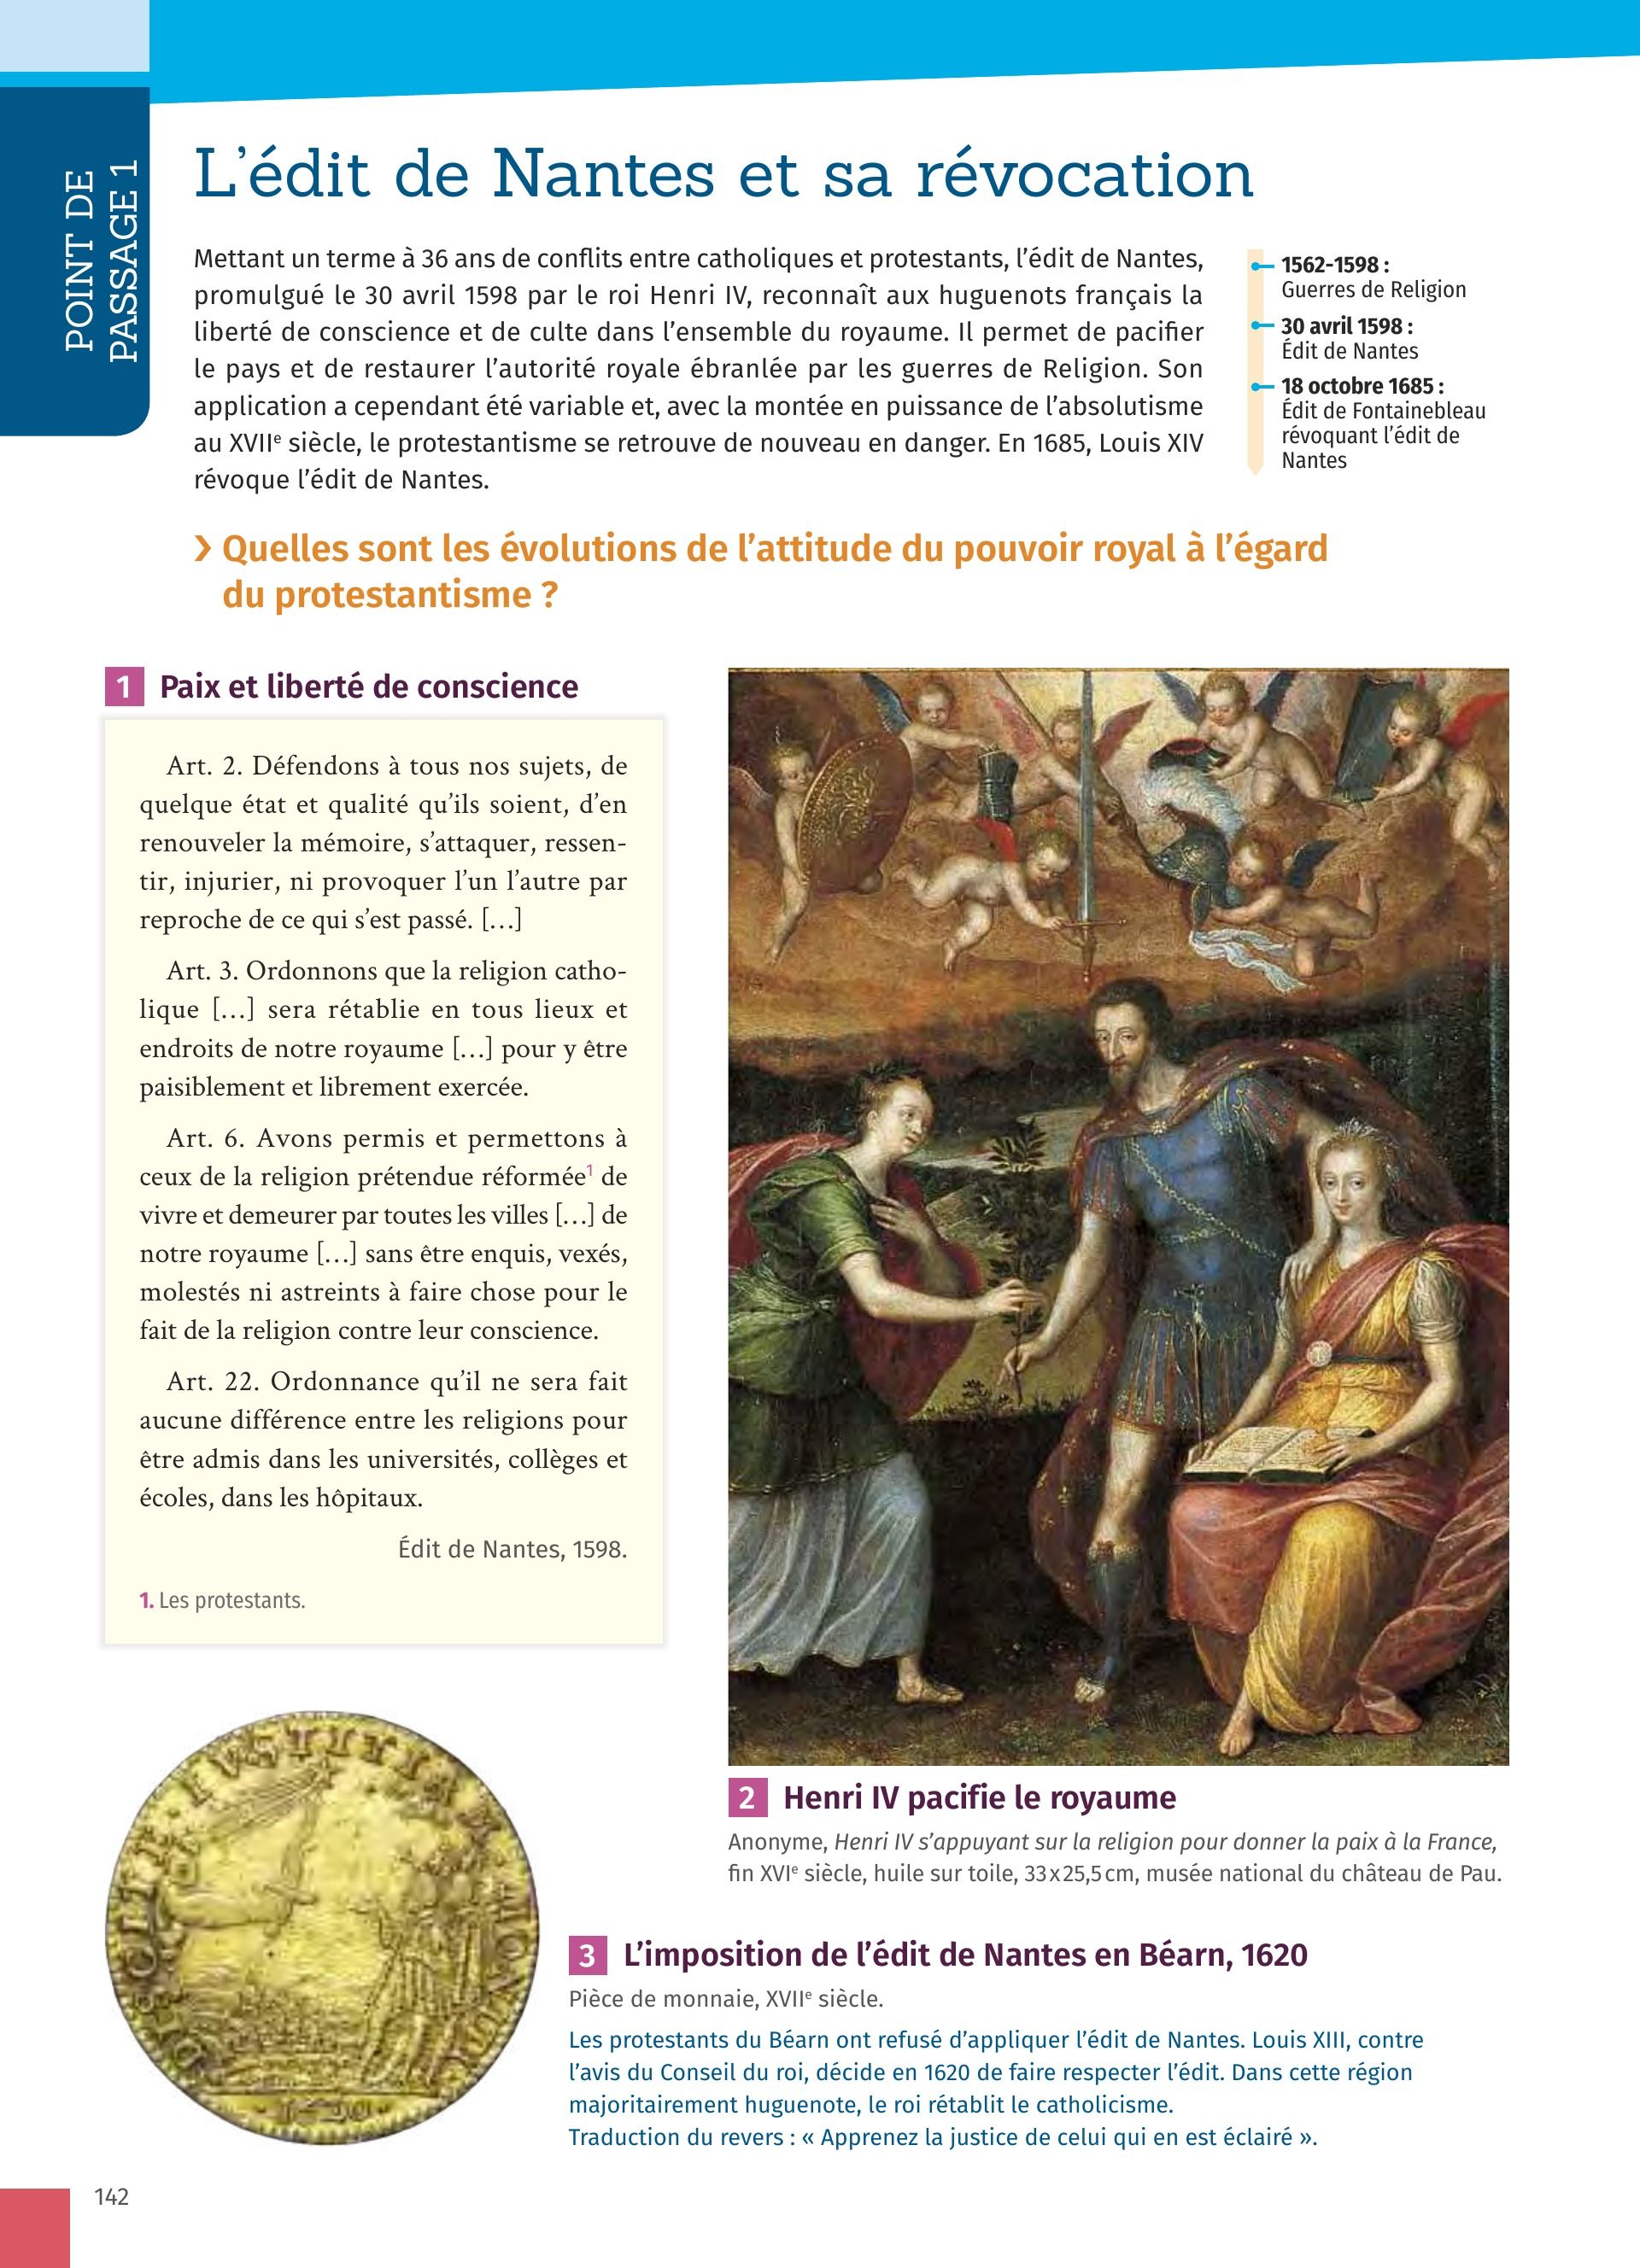 POINT DE
PASSAGE 1
L’édit de Nantes et sa révocation
Mettant un terme à 36 ans de conflits entre catholiques et protestants, l’édit de Nantes,
promulgué le 30 avril 1598 par le roi Henri IV, reconnaît aux huguenots français la
liberté de conscience et de culte dans l’ensemble du royaume. Il permet de pacifier
le pays et de restaurer l’autorité royale ébranlée par les guerres de Religion. Son
application a cependant été variable et, avec la montée en puissance de l’absolutisme
au XVIIe siècle, le protestantisme se retrouve de nouveau en danger. En 1685, Louis XIV
révoque l’édit de Nantes.
1562-1598 :
Guerres de Religion
30 avril 1598 :
Édit de Nantes
18 octobre 1685 :
Édit de Fontainebleau
révoquant l’édit de
Nantes
› Quelles sont les évolutions de l’attitude du pouvoir royal à l’égard
du protestantisme ?
1 Paix et liberté de conscience
Art. 2. Défendons à tous nos sujets, de
quelque état et qualité qu’ils soient, d’en
renouveler la mémoire, s’attaquer, ressen-
tir, injurier, ni provoquer l’un l’autre par
reproche de ce qui s’est passé. […]
Art. 3. Ordonnons que la religion catho-
lique […] sera rétablie en tous lieux et
endroits de notre royaume […] pour y être
paisiblement et librement exercée.
Art. 6. Avons permis et permettons à
ceux de la religion prétendue réformée1 de
vivre et demeurer par toutes les villes […] de
notre royaume […] sans être enquis, vexés,
molestés ni astreints à faire chose pour le
fait de la religion contre leur conscience.
Art. 22. Ordonnance qu’il ne sera fait
aucune différence entre les religions pour
être admis dans les universités, collèges et
écoles, dans les hôpitaux.
Édit de Nantes, 1598.
1. Les protestants.
2 Henri IV pacifie le royaume
Anonyme, Henri IV s’appuyant sur la religion pour donner la paix à la France,
fin XVIe siècle, huile sur toile, 33 x 25,5 cm, musée national du château de Pau.
3 L’imposition de l’édit de Nantes en Béarn, 1620
Pièce de monnaie, XVIIe siècle.
Les protestants du Béarn ont refusé d’appliquer l’édit de Nantes. Louis XIII, contre
l’avis du Conseil du roi, décide en 1620 de faire respecter l’édit. Dans cette région
majoritairement huguenote, le roi rétablit le catholicisme.
Traduction du revers : « Apprenez la justice de celui qui en est éclairé ».
142